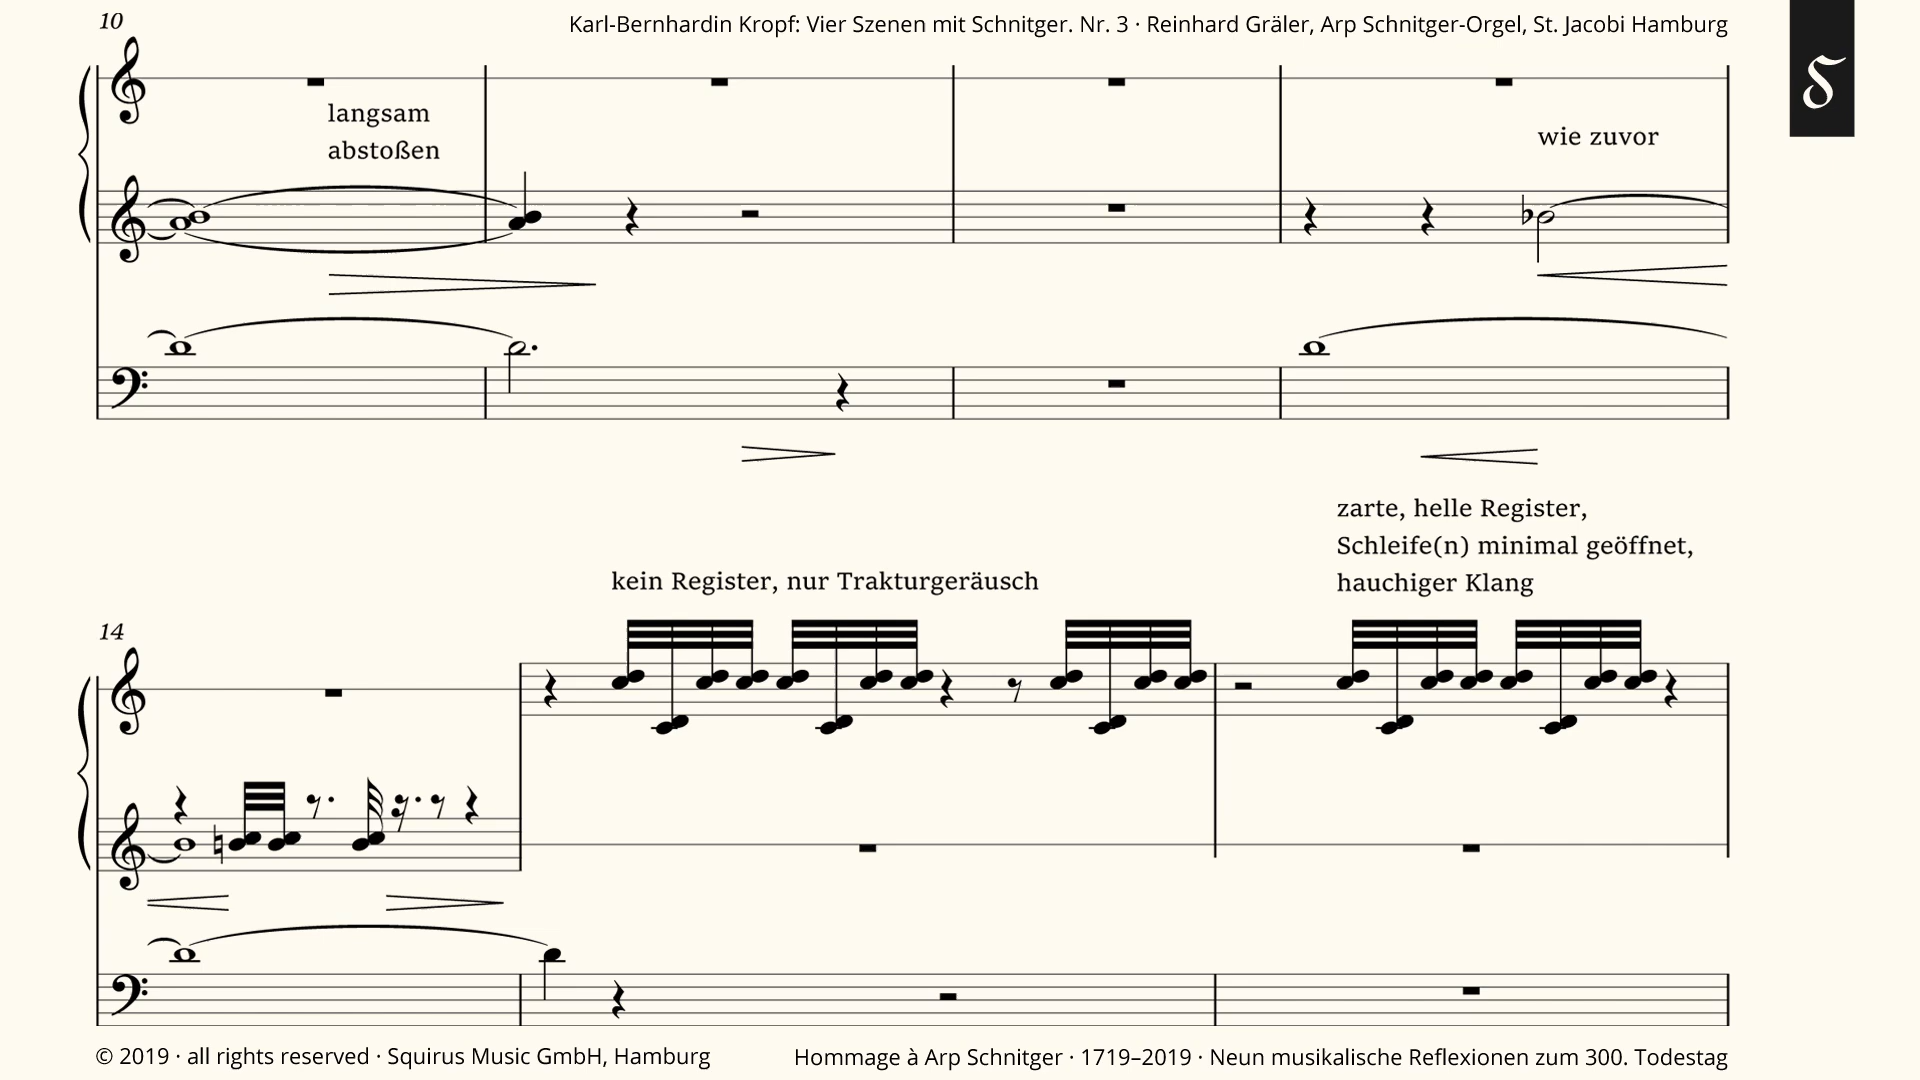 10
Karl-Bernhardin Kropf: Vier Szenen mit Schnitger. Nr. 3 · Reinhard Gräler, Arp Schnitger-Orgel, St. Jacobi Hamburg
langsam
abstoßen
wie zuvor
zarte, helle Register,
Schleife(n) minimal geöffnet,
hauchiger Klang
kein Register, nur Trakturgeräusch
14
© 2019 · all rights reserved · Squirus Music GmbH, Hamburg
Hommage à Arp Schnitger · 1719–2019 · Neun musikalische Reflexionen zum 300. Todestag